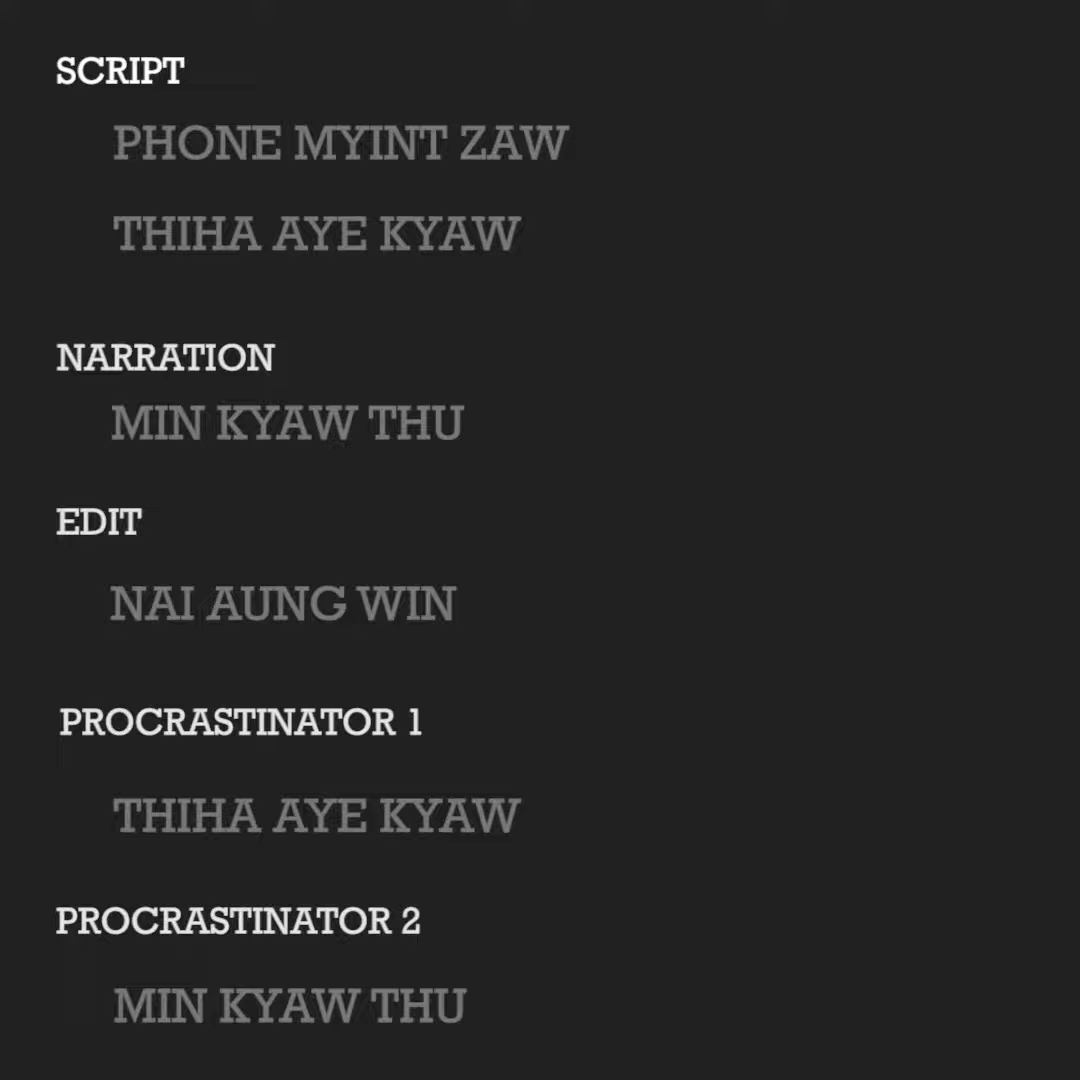 SCRIPT
PHONE MYINT ZAW
THIHA AYE KYAW
NARRATION
MIN KYAW THU
EDIT
NAI AUNG WIN
PROCRASTINATOR 1
THIHA AYE KYAW
PROCRASTINATOR 2
MIN KYAW THU